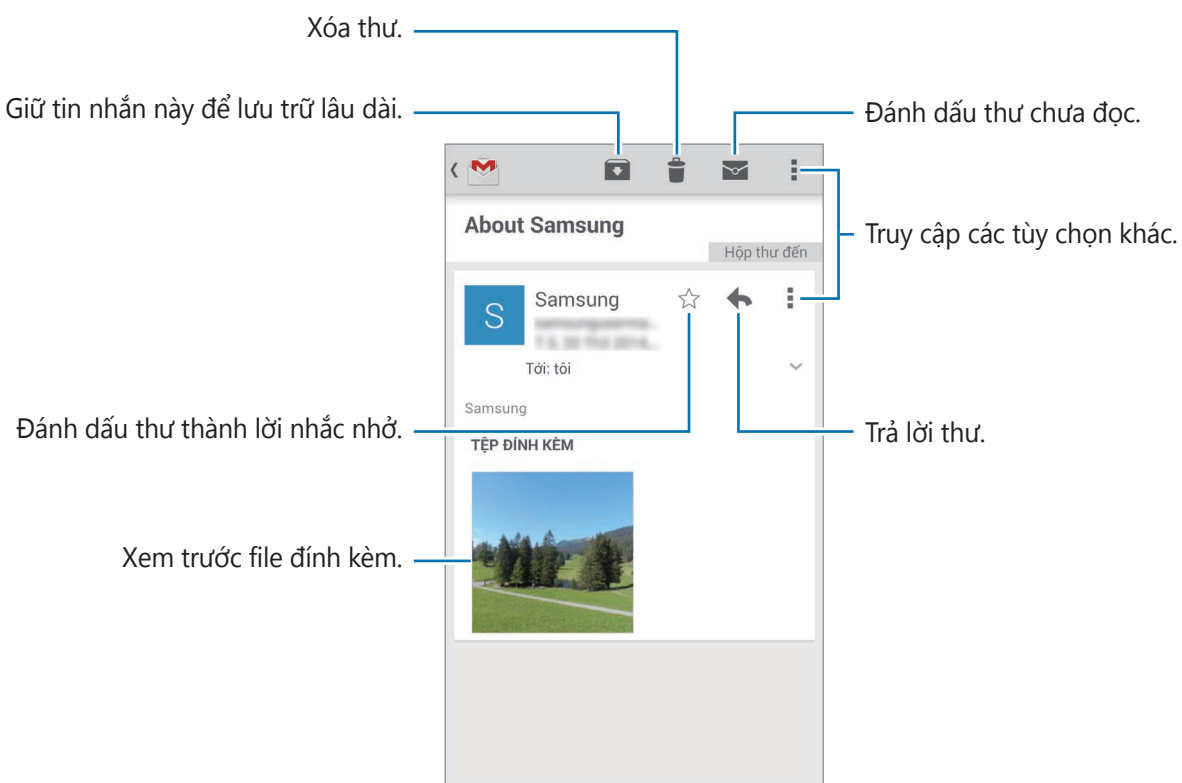 Xóa thư.
Giữ tin nhắn này để lưu trữ lâu dài.
Đánh dấu thư chưa đọc.
About Samsung
Truy cập các tùy chọn khác.
Hộp thư đến
S
Samsung
Tới: tôi
Samsung
Đánh dấu thư thành lời nhắc nhở.
Trả lời thư.
TỆP ĐÍNH KÈM
Xem trước file đính kèm.